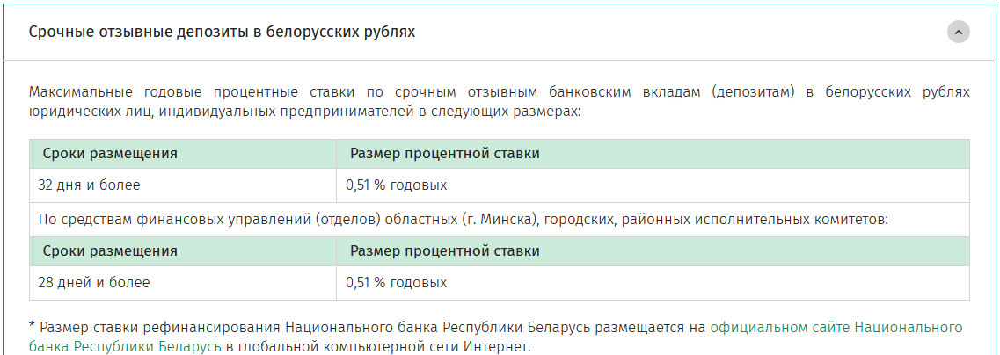 Срочные отзывные депозиты в белорусских рублях
Максимальные годовые процентные ставки по срочным отзывным банковским вкладам (депозитам) в белорусских рублях
юридических лиц, индивидуальных предпринимателей в следующих размерах:
Сроки размещения Размер процентной ставки
32 дня и более 0,51 % годовых
По средствам финансовых управлений (отделов) областных (г. Минска), городских, районных исполнительных комитетов:
Сроки размещения Размер процентной ставки
28 дней и более 0,51 % годовых
* Размер ставки рефинансирования Национального банка Республики Беларусь размещается на официальном сайте Национального
банка Республики Беларусь в глобальной компьютерной сети Интернет.